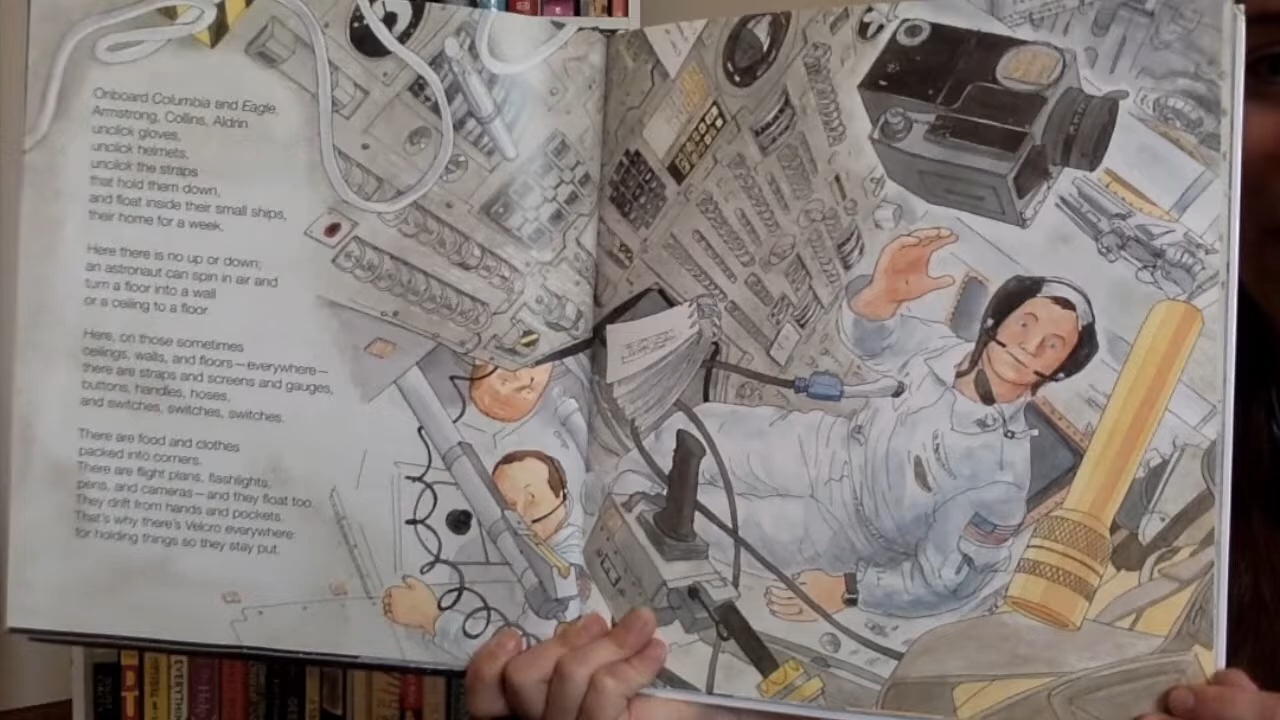 Onboard Columbia and Eagle,
Armstrong, Collins, Aldrin
unclick gloves,
unclick helmets,
unclick the straps
that hold them down,
and float inside their small ships,
their home for a week.
Here there is no up or down;
an astronaut can spin in air and
turn a floor into a wall
or a ceiling to a floor.
Here, on those sometimes
ceilings, walls, and floors—everywhere—
there are straps and screens and gauges,
buttons, handles, hoses,
and switches, switches, switches.
There are food and clothes
packed into corners.
There are flight plans, flashlights,
pens, and cameras—and they float too.
They drift from hands and pockets.
That's why there's Velcro everywhere:
for holding things so they stay put.
EVERYTHING